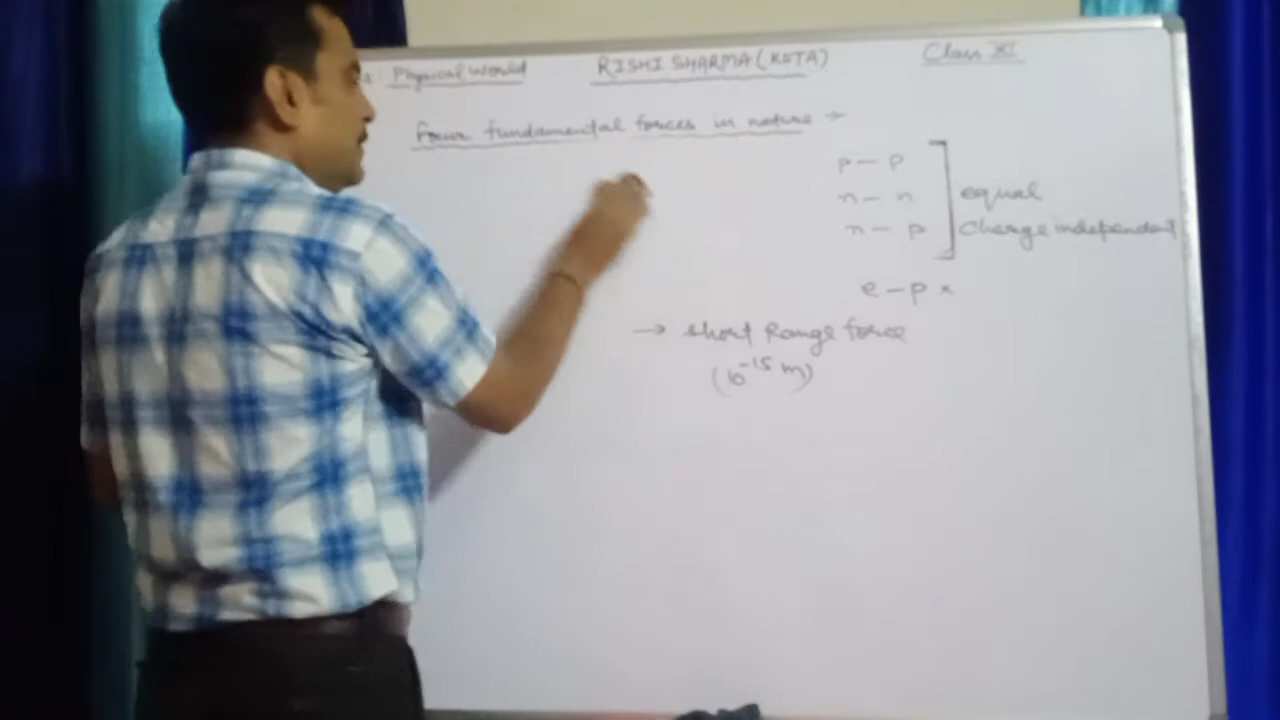 : Physical World
RISHI SHARMA (KOTA)
Class XI
Four fundamental forces in nature →
p – p
n – n
n – p
] equal
charge independent
e – p ×
→ short Range force
(10⁻¹⁵ m)